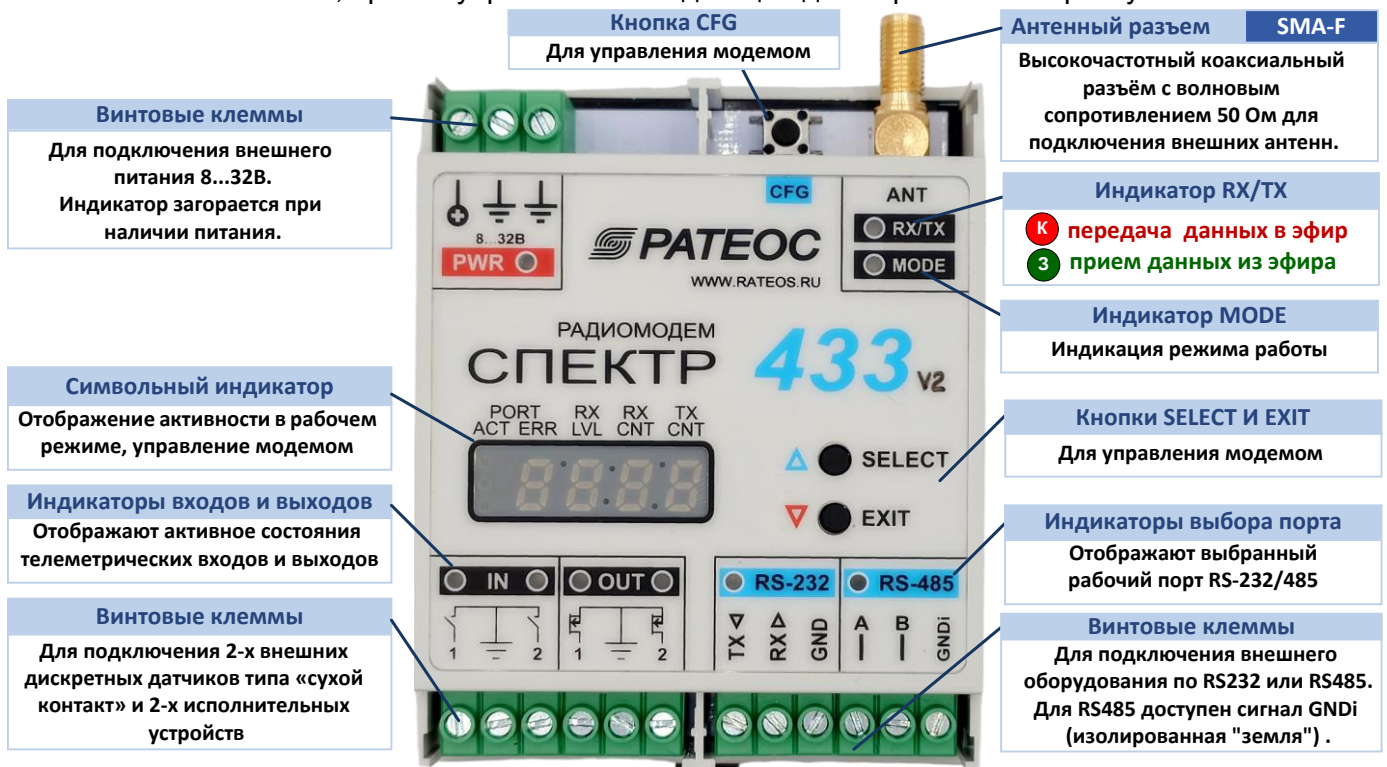 Кнопка CFG
Для управления модемом
Антенный разъем
SMA-F
Высокочастотный коаксиальный
разъём с волновым
сопротивлением 50 Ом для
подключения внешних антенн.
Винтовые клеммы
Для подключения внешнего
питания 8...32В.
Индикатор загорается при
наличии питания.
Индикатор RX/TX
К передача данных в эфир
З прием данных из эфира
Индикатор MODE
Индикация режима работы
Символьный индикатор
Отображение активности в рабочем
режиме, управление модемом
Кнопки SELECT И EXIT
Для управления модемом
Индикаторы входов и выходов
Отображают активное состояния
телеметрических входов и выходов
Индикаторы выбора порта
Отображают выбранный
рабочий порт RS-232/485
Винтовые клеммы
Для подключения 2-х внешних
дискретных датчиков типа «сухой
контакт» и 2-х исполнительных
устройств
Винтовые клеммы
Для подключения внешнего
оборудования по RS232 или RS485.
Для RS485 доступен сигнал GNDi
(изолированная "земля") .
CFG
ANT
RX/TX
MODE
8...32В
PWR
РАТЕОС
WWW.RATEOS.RU
РАДИОМОДЕМ
СПЕКТР
433 V2
PORT RX RX TX
ACT ERR LVL CNT CNT
SELECT
EXIT
IN
OUT
RS-232
RS-485
1 2 1 2
TX RX GND A B GNDi